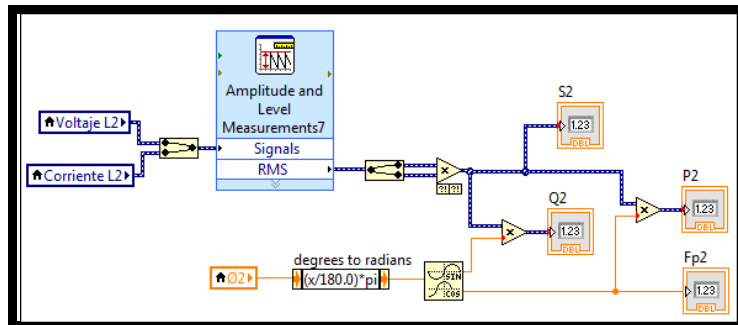 Voltaje L2
Corriente L2
Amplitude and
Level
Measurements7
Signals
RMS
?! ?!
S2
1.23
DBL
Q2
1.23
DBL
P2
1.23
DBL
Fp2
1.23
DBL
Ø2
degrees to radians
(x/180.0)*pi
SIN
COS